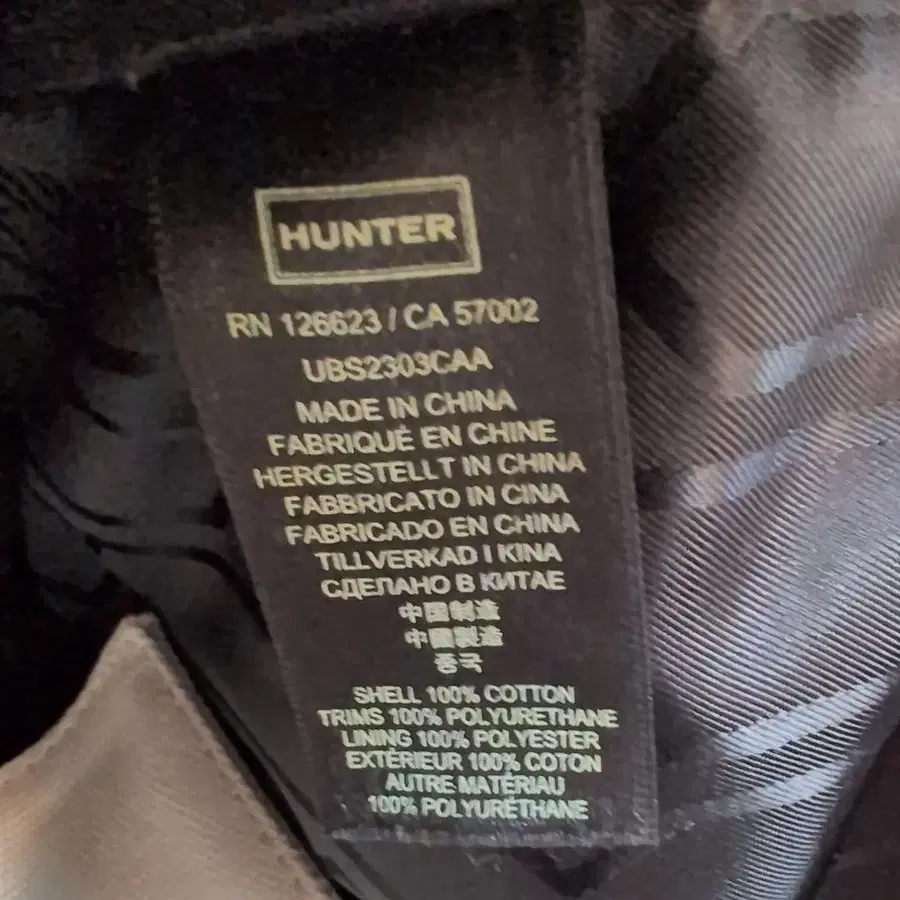 HUNTER
RN 126623 / CA 57002
UBS2303CAA
MADE IN CHINA
FABRIQUÉ EN CHINE
HERGESTELLT IN CHINA
FABBRICATO IN CINA
FABRICADO EN CHINA
TILLVERKAD I KINA
СДЕЛАНО В КИТАЕ
中国制造
中國製造
중국
SHELL 100% COTTON
TRIMS 100% POLYURETHANE
LINING 100% POLYESTER
EXTÉRIEUR 100% COTON
AUTRE MATÉRIAU
100% POLYURÉTHANE